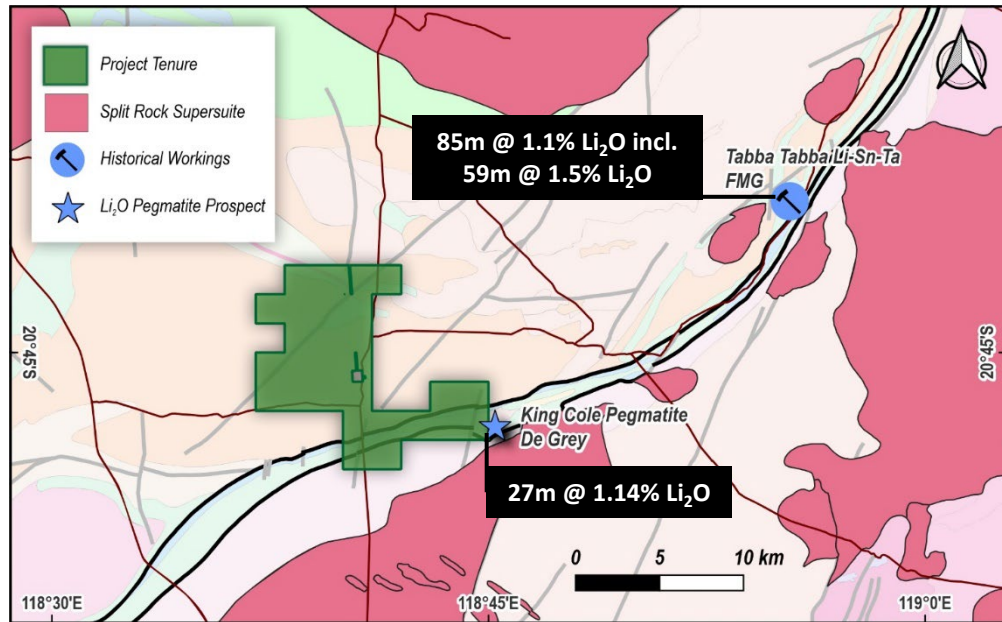 Project Tenure
Split Rock Supersuite
Historical Workings
Li₂O Pegmatite Prospect
85m @ 1.1% Li₂O incl.
59m @ 1.5% Li₂O
Tabba Tabba Li-Sn-Ta
FMG
20°45'S
20°45'S
King Cole Pegmatite
De Grey
27m @ 1.14% Li₂O
0 5 10 km
118°30'E
118°45'E
119°0'E